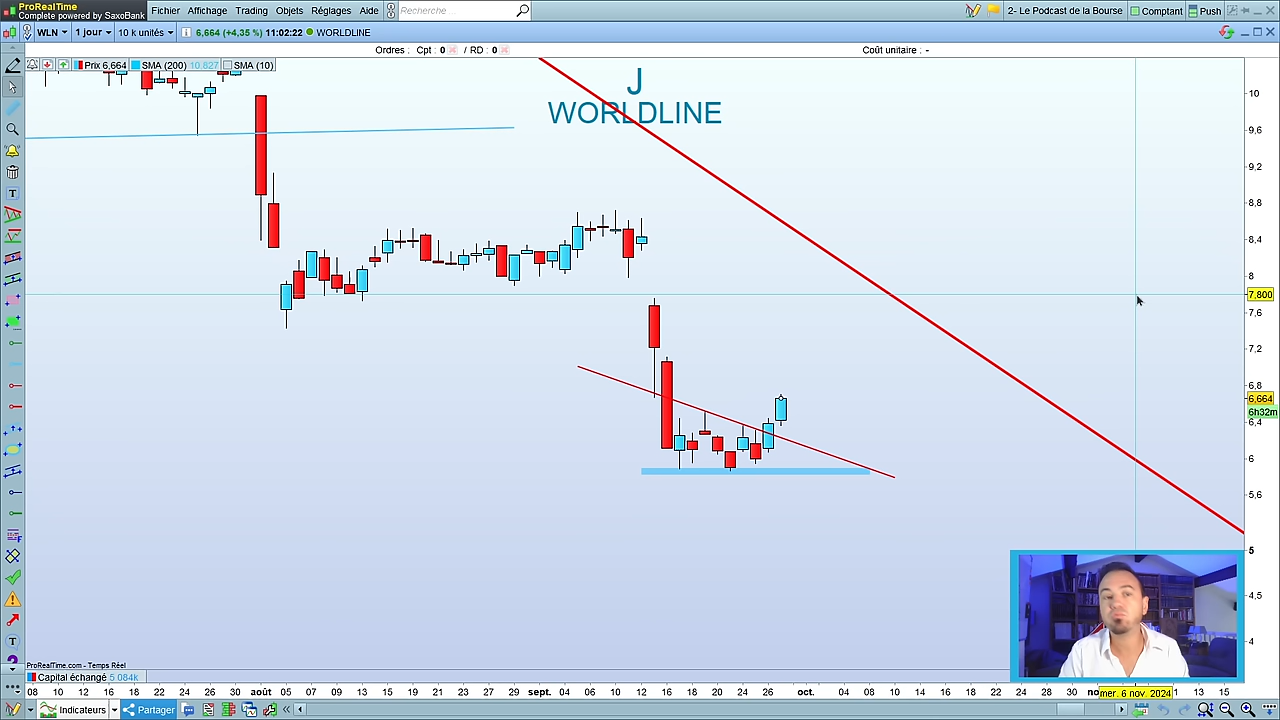 ProRealTime
Complete powered by SaxoBank
Fichier Affichage Trading Objets Réglages Aide Recherche
2- Le Podcast de la Bourse Comptant Push
WLN 1 jour 10 k unités 6,664 (+4,35 %) 11:02:22 WORLDLINE
Ordres : Cpt : 0 / RD : 0 Coût unitaire : -
Prix 6,664 SMA (200) 10,827 SMA (10)
J
WORLDLINE
10
9,6
9,2
8,8
8,4
8
7,800
7,6
7,2
6,8
6,664
6h32m
6,4
6
5,6
5
4,5
4
ProRealTime.com - Temps Réel
Capital échangé 5 084k
08 10 12 16 18 22 24 26 30 août 05 07 09 13 15 19 21 23 27 29 sept. 04 06 10 12 16 18 20 24 26 oct. 04 08 10 14 16 18 22 24 28 30 mer. 6 nov. 2024 13 15
Indicateurs Partager